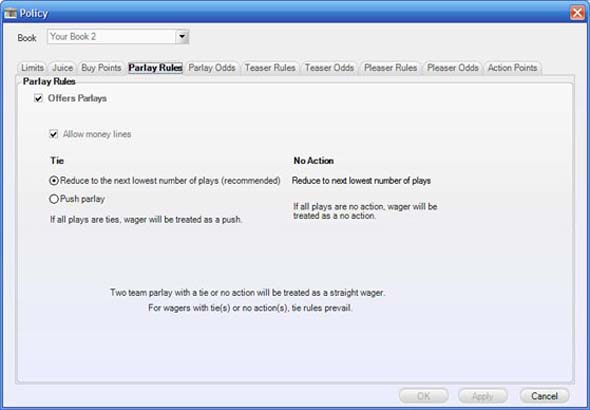 Policy
Book Your Book 2
Limits Juice Buy Points Parlay Rules Parlay Odds Teaser Rules Teaser Odds Pleaser Rules Pleaser Odds Action Points
Parlay Rules
Offers Parlays
Allow money lines
Tie No Action
Reduce to the next lowest number of plays (recommended) Reduce to next lowest number of plays
Push parlay
If all plays are ties, wager will be treated as a push.
If all plays are no action, wager will be
treated as a no action.
Two team parlay with a tie or no action will be treated as a straight wager.
For wagers with tie(s) or no action(s), tie rules prevail.
OK Apply Cancel